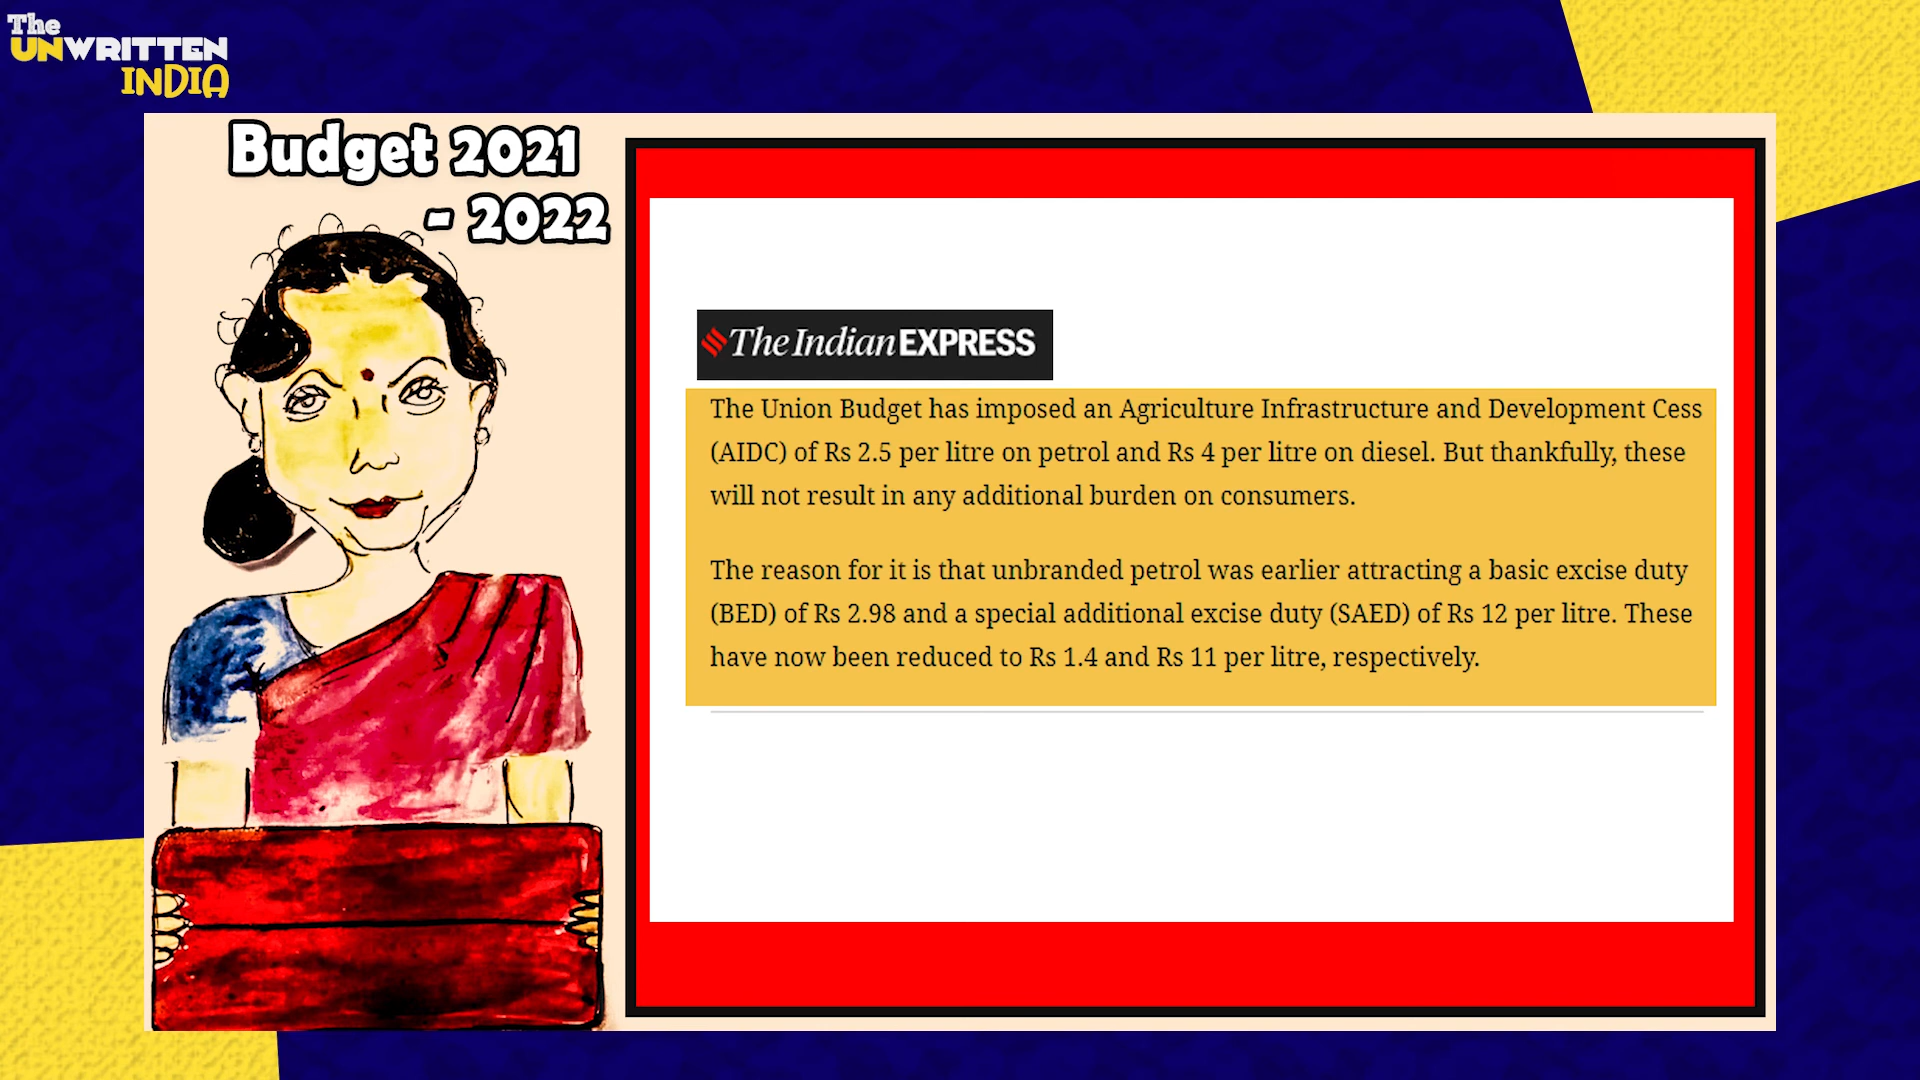 The
UNWRITTEN
INDIA
Budget 2021
- 2022
The Indian EXPRESS
The Union Budget has imposed an Agriculture Infrastructure and Development Cess
(AIDC) of Rs 2.5 per litre on petrol and Rs 4 per litre on diesel. But thankfully, these
will not result in any additional burden on consumers.
The reason for it is that unbranded petrol was earlier attracting a basic excise duty
(BED) of Rs 2.98 and a special additional excise duty (SAED) of Rs 12 per litre. These
have now been reduced to Rs 1.4 and Rs 11 per litre, respectively.